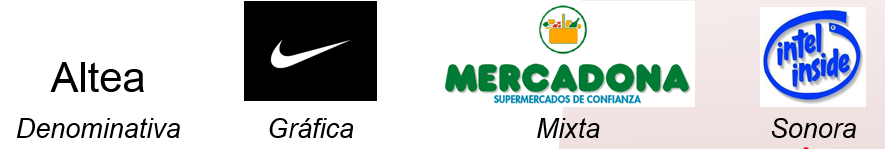 Altea
MERCADONA
SUPERMERCADOS DE CONFIANZA
intel
inside
Denominativa
Gráfica
Mixta
Sonora